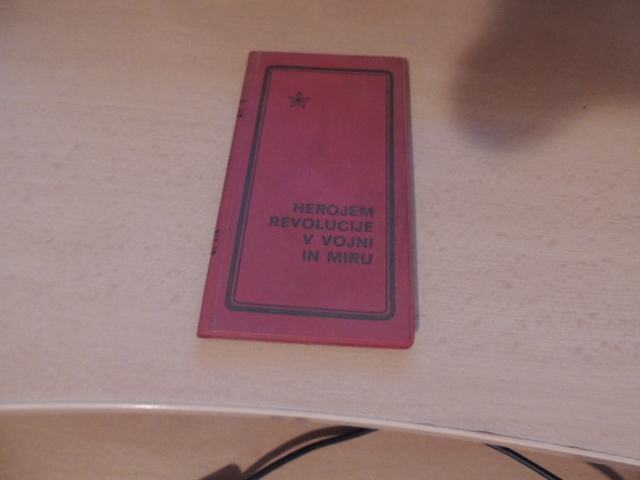 HEROJEM
REVOLUCIJE
V VOJNI
IN MIRU